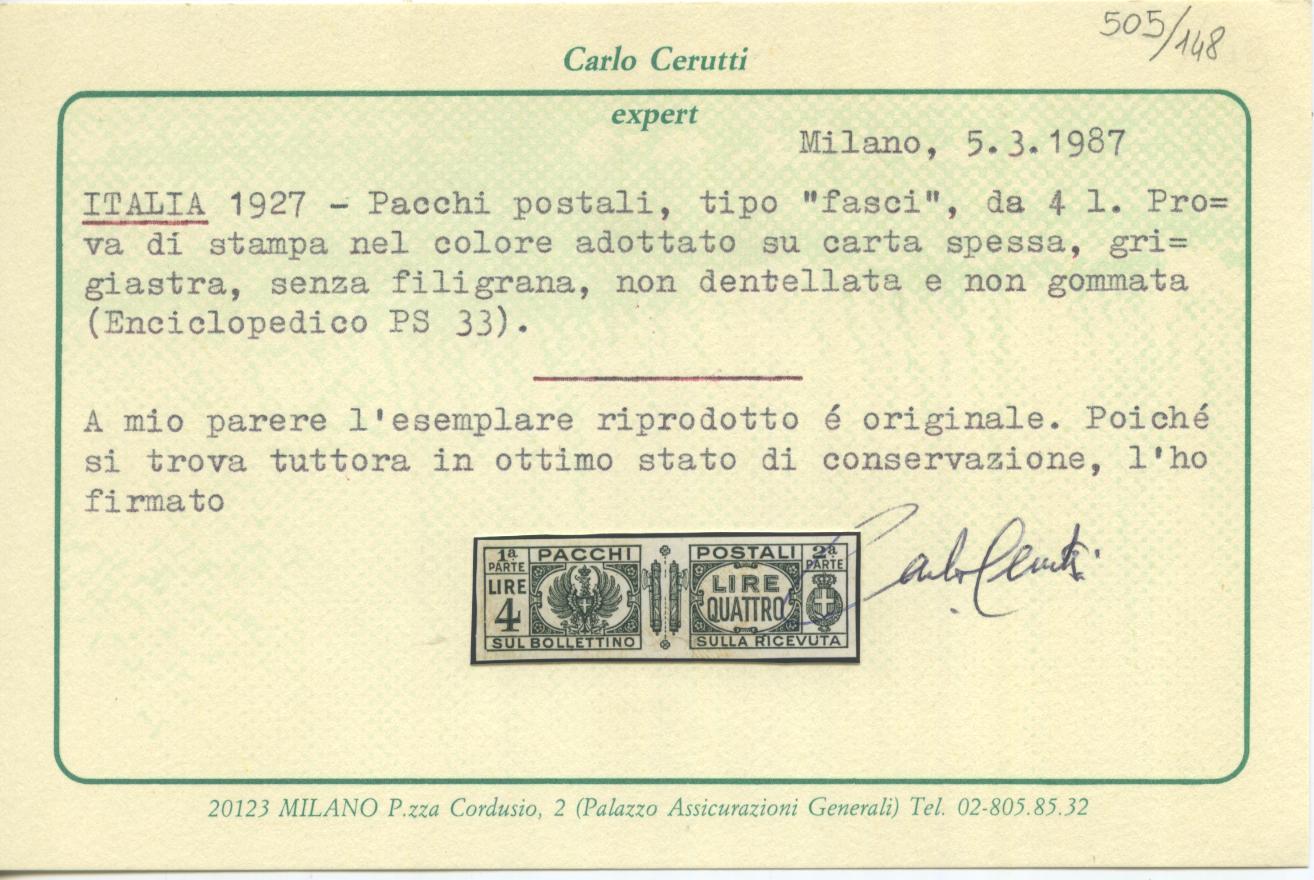 505/148
Carlo Cerutti
expert
Milano, 5.3.1987
ITALIA 1927 - Pacchi postali, tipo "fasci", da 4 l. Pro=
va di stampa nel colore adottato su carta spessa, gri=
giastra, senza filigrana, non dentellata e non gommata
(Enciclopedico PS 33).
A mio parere l'esemplare riprodotto é originale. Poiché
si trova tuttora in ottimo stato di conservazione, l'ho
firmato
1ª PARTE PACCHI POSTALI 2ª PARTE
LIRE 4 LIRE QUATTRO
SUL BOLLETTINO SULLA RICEVUTA
Carlo Cerutti
20123 MILANO P.zza Cordusio, 2 (Palazzo Assicurazioni Generali) Tel. 02-805.85.32